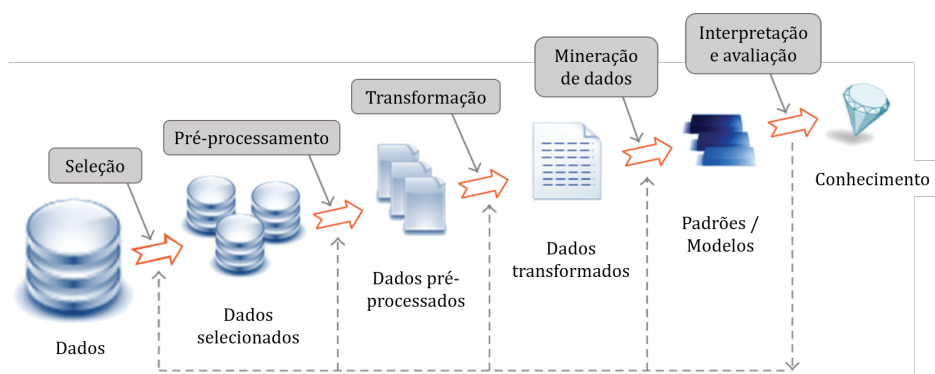 Seleção
Pré-processamento
Transformação
Mineração
de dados
Interpretação
e avaliação
Dados
Dados
selecionados
Dados pré-
processados
Dados
transformados
Padrões /
Modelos
Conhecimento